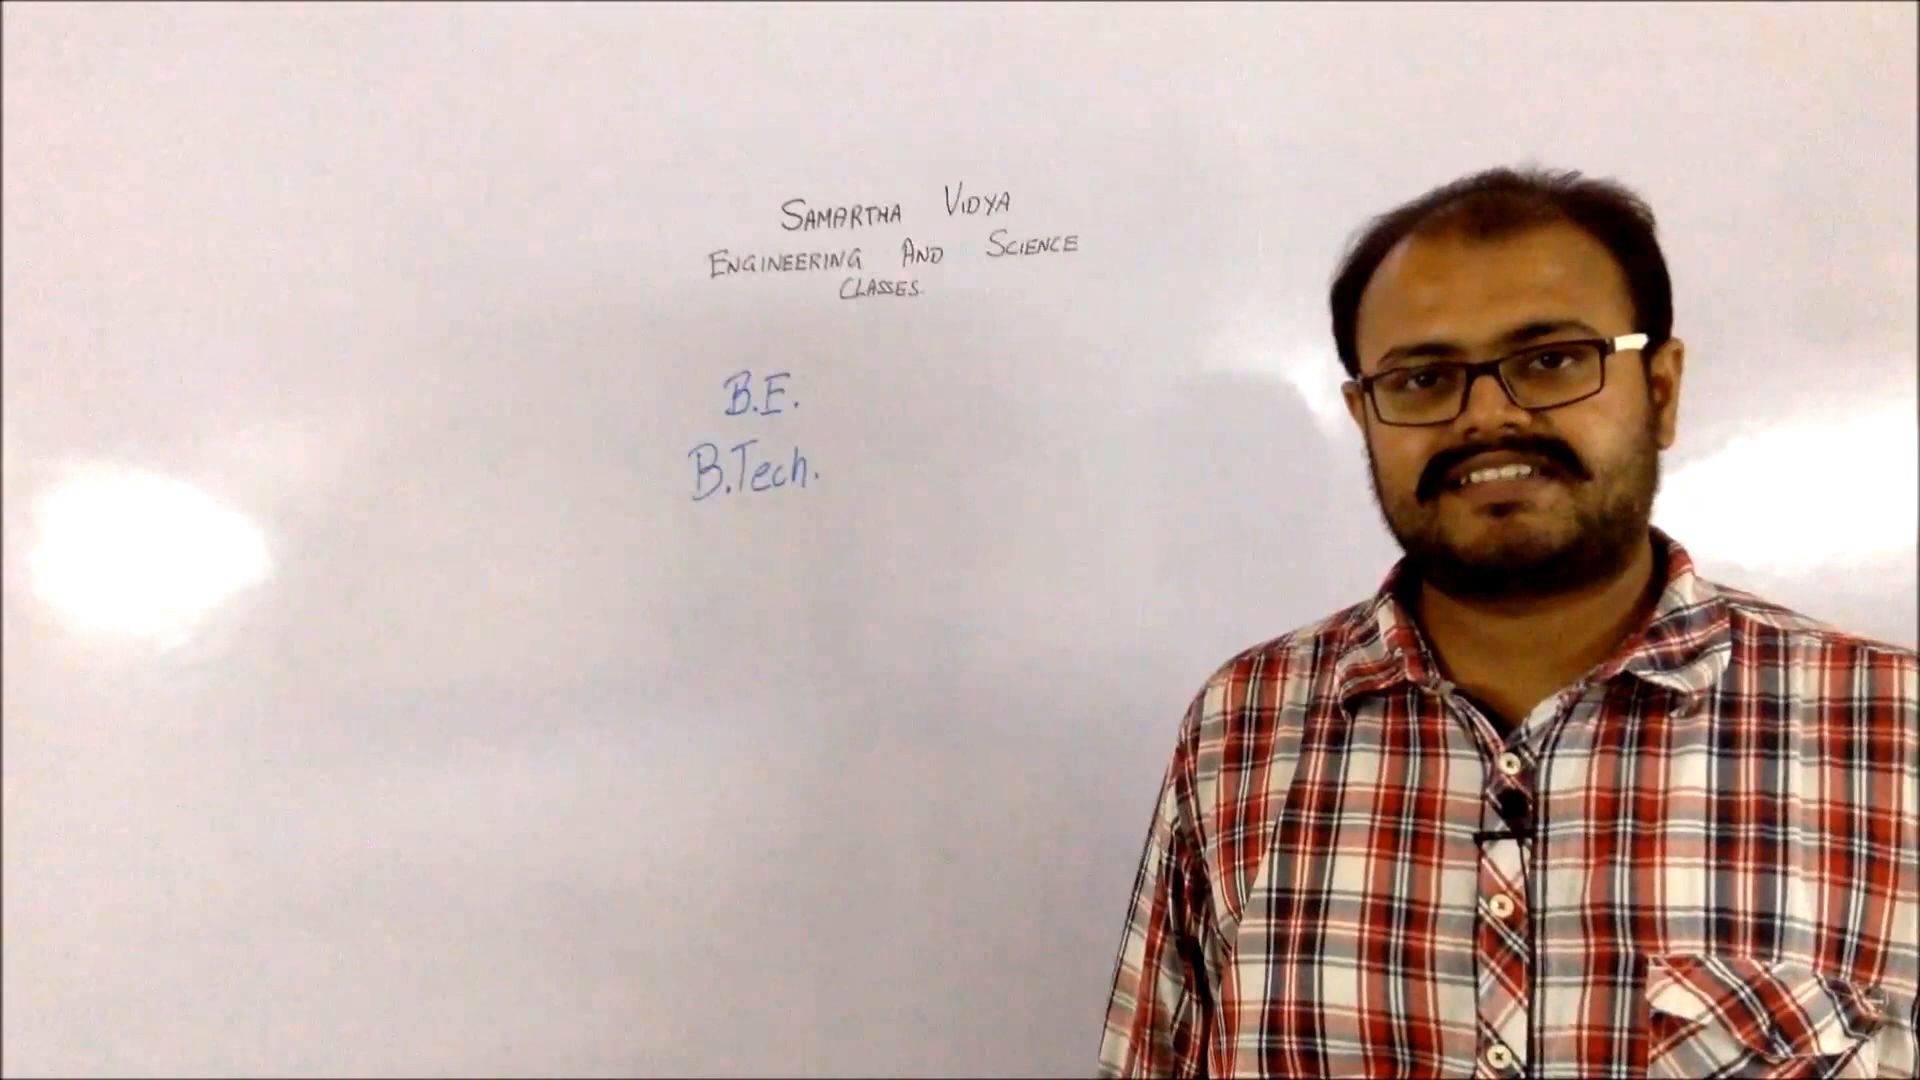 SAMARTHA VIDYA
ENGINEERING AND SCIENCE
CLASSES
B.E.
B.Tech.